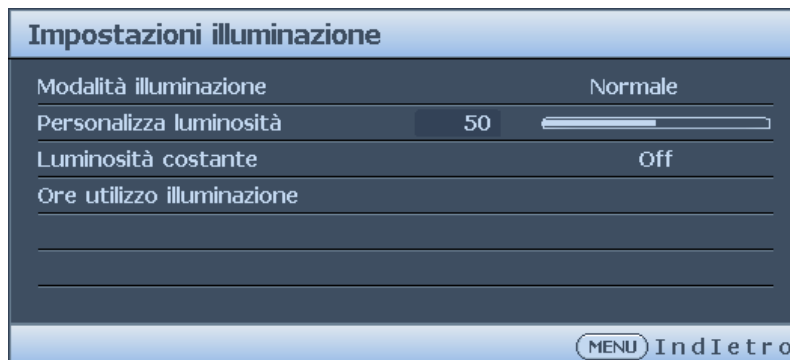 Impostazioni illuminazione
Modalità illuminazione Normale
Personalizza luminosità 50
Luminosità costante Off
Ore utilizzo illuminazione
MENU IndIetro